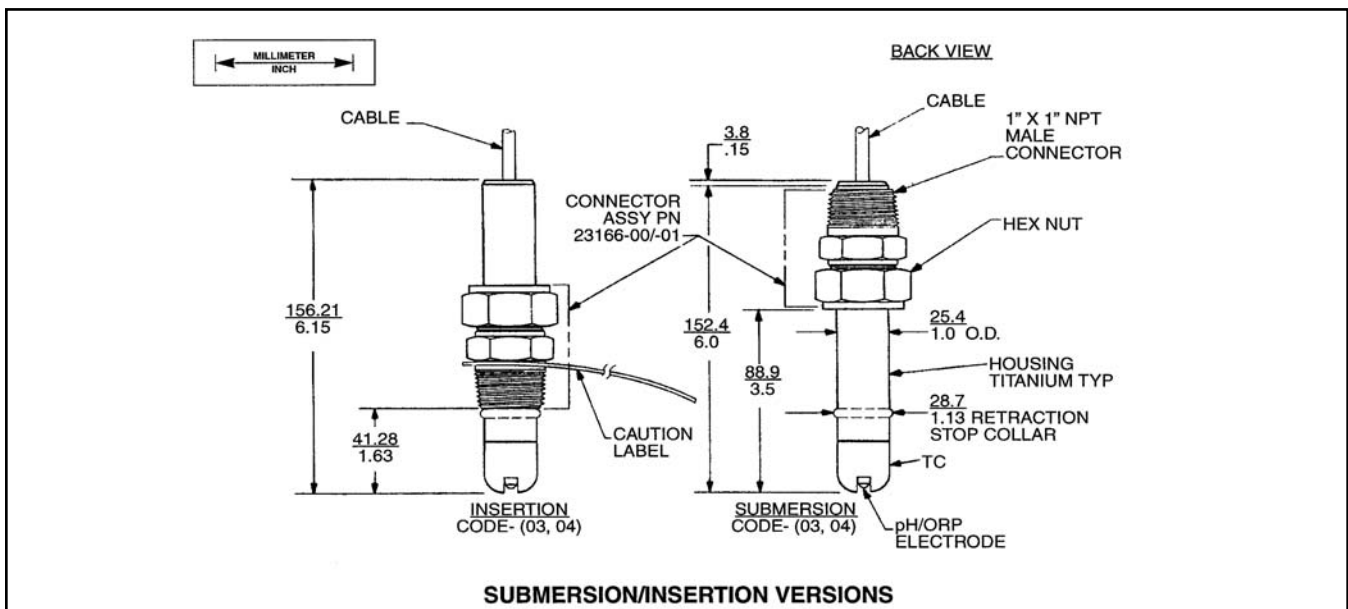 MILLIMETER
INCH
BACK VIEW
CABLE
CABLE
3.8
.15
1” X 1” NPT
MALE
CONNECTOR
CONNECTOR
ASSY PN
23166-00/-01
HEX NUT
156.21
6.15
152.4
6.0
25.4
1.0 O.D.
88.9
3.5
HOUSING
TITANIUM TYP
28.7
1.13 RETRACTION
STOP COLLAR
41.28
1.63
CAUTION
LABEL
TC
INSERTION
CODE- (03, 04)
SUBMERSION
CODE- (03, 04)
pH/ORP
ELECTRODE
SUBMERSION/INSERTION VERSIONS